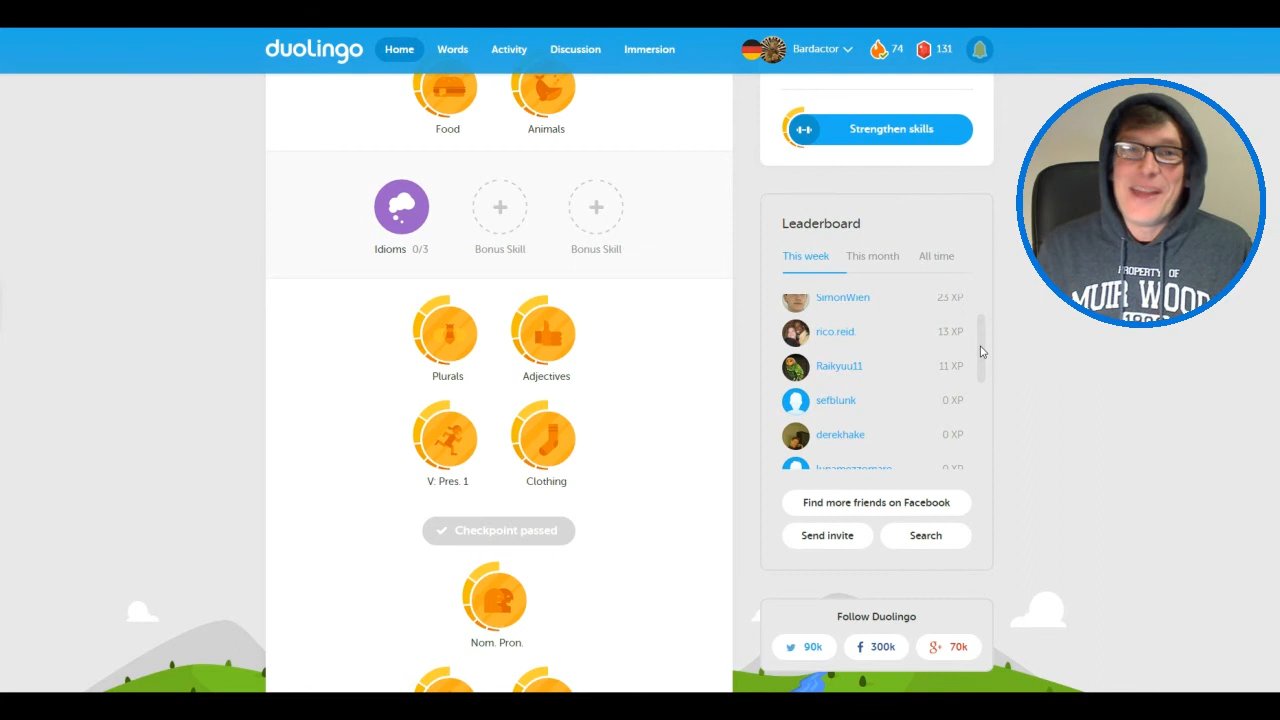 duolingo Home Words Activity Discussion Immersion Bardactor 74 131
Food Animals
Strengthen skills
Idioms 0/3 Bonus Skill Bonus Skill
Plurals Adjectives
V: Pres. 1 Clothing
Checkpoint passed
Nom. Pron.
Leaderboard
This week This month All time
SimonWien 23 XP
rico.reid. 13 XP
Raikyuu11 11 XP
sefblunk 0 XP
derekhake 0 XP
Find more friends on Facebook
Send invite Search
Follow Duolingo
90k 300k 70k
PROPERTY OF
MUIR WOOD